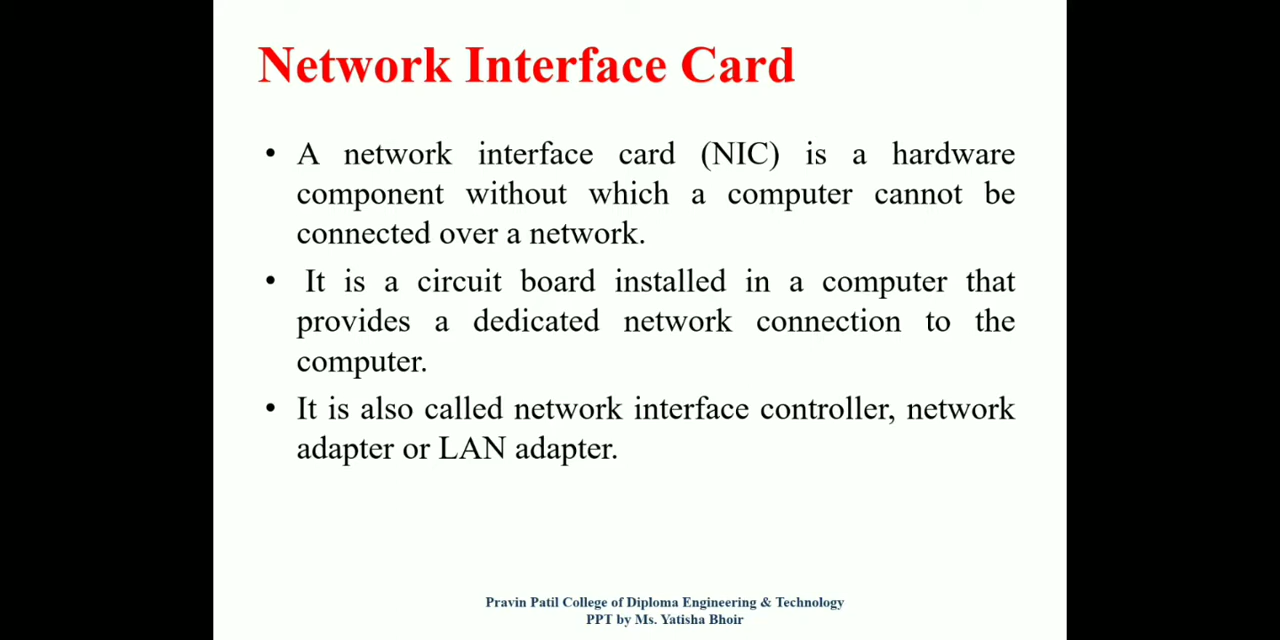 Network Interface Card
• A network interface card (NIC) is a hardware
component without which a computer cannot be
connected over a network.
• It is a circuit board installed in a computer that
provides a dedicated network connection to the
computer.
• It is also called network interface controller, network
adapter or LAN adapter.
Pravin Patil College of Diploma Engineering & Technology
PPT by Ms. Yatisha Bhoir